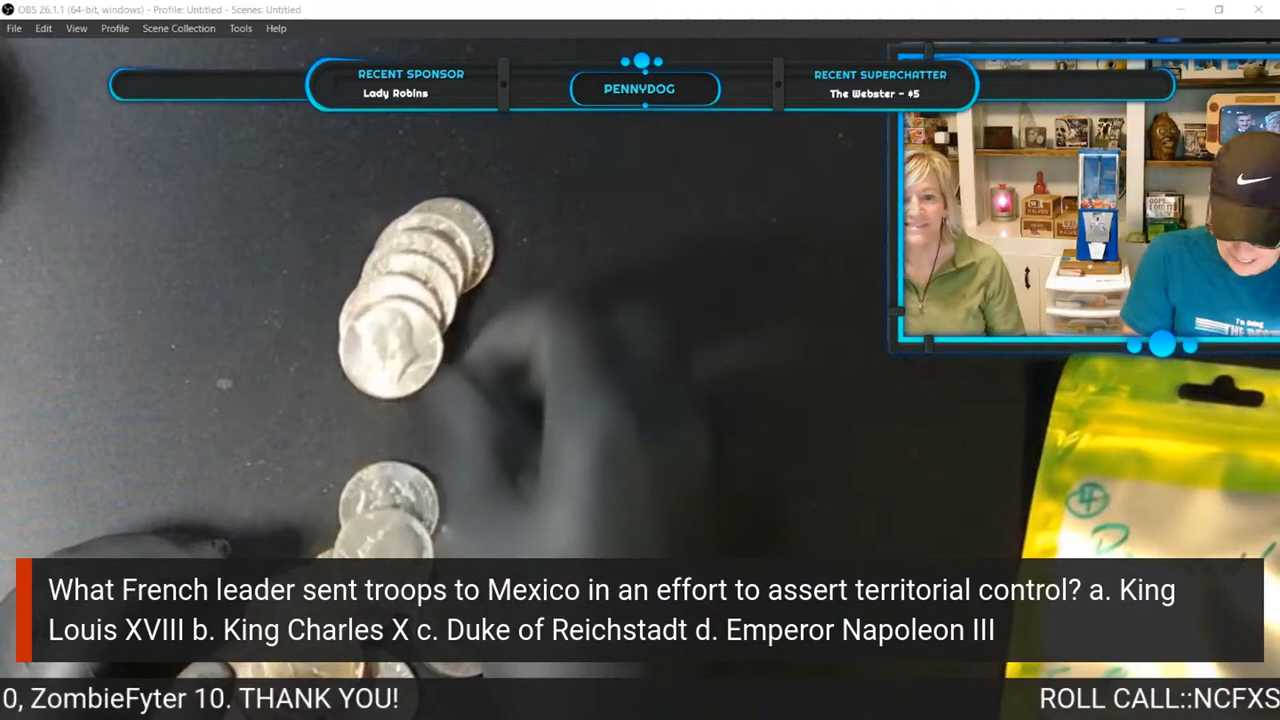 OBS 26.1.1 (64-bit, windows) - Profile: Untitled - Scenes: Untitled
File Edit View Profile Scene Collection Tools Help
RECENT SPONSOR
Lady Robins
PENNYDOG
RECENT SUPERCHATTER
The Webster - $5
I'm doing
4
What French leader sent troops to Mexico in an effort to assert territorial control? a. King
Louis XVIII b. King Charles X c. Duke of Reichstadt d. Emperor Napoleon III
0, ZombieFyter 10. THANK YOU!
ROLL CALL::NCFXS